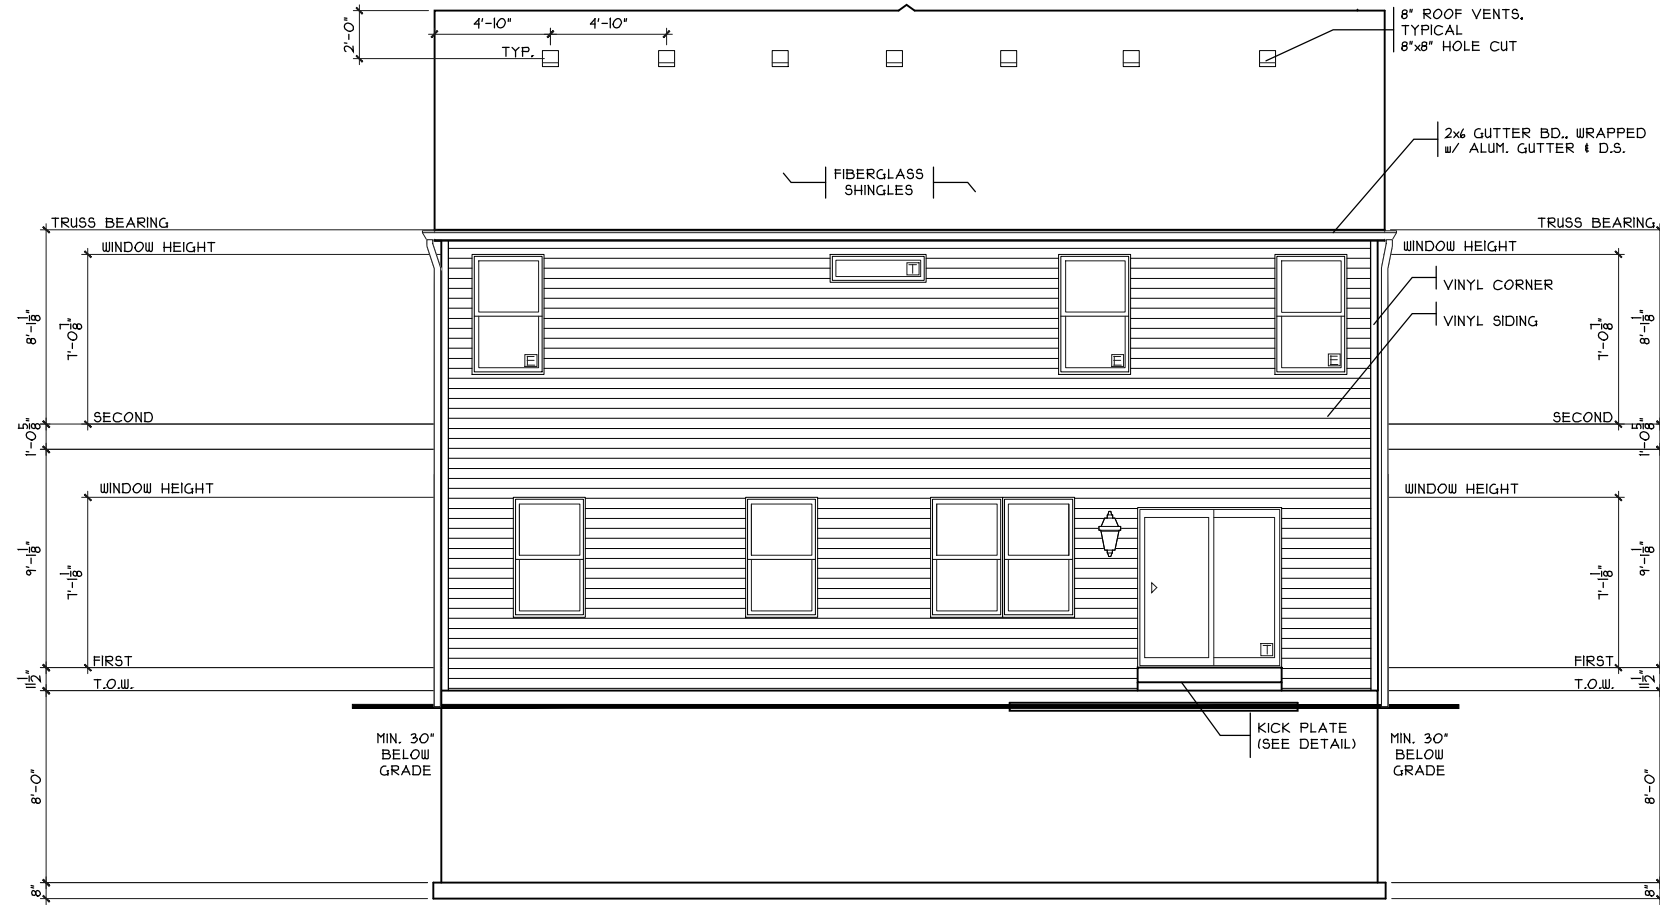 2'-0"
4'-10"
4'-10"
TYP.
8" ROOF VENTS.
TYPICAL
8"x8" HOLE CUT
2x6 GUTTER BD., WRAPPED
w/ ALUM. GUTTER & D.S.
FIBERGLASS
SHINGLES
TRUSS BEARING
TRUSS BEARING
WINDOW HEIGHT
WINDOW HEIGHT
T
VINYL CORNER
VINYL SIDING
8'-1 1/8"
7'-0 7/8"
7'-0 7/8"
8'-1 1/8"
E
E
E
SECOND
SECOND
1'-0 5/8"
1'-0 5/8"
WINDOW HEIGHT
WINDOW HEIGHT
9'-1 1/8"
7'-1 1/8"
7'-1 1/8"
9'-1 1/8"
T
FIRST
FIRST
11 1/2"
11 1/2"
T.O.W.
T.O.W.
KICK PLATE
(SEE DETAIL)
MIN. 30"
BELOW
GRADE
MIN. 30"
BELOW
GRADE
8'-0"
8'-0"
8"
8"